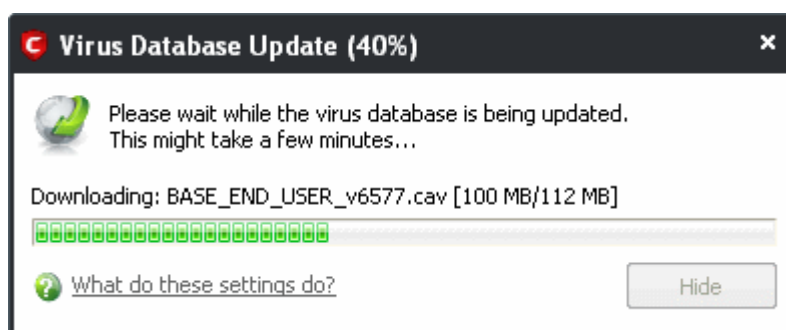 Virus Database Update (40%)
Please wait while the virus database is being updated.
This might take a few minutes...
Downloading: BASE_END_USER_v6577.cav [100 MB/112 MB]
What do these settings do?
Hide